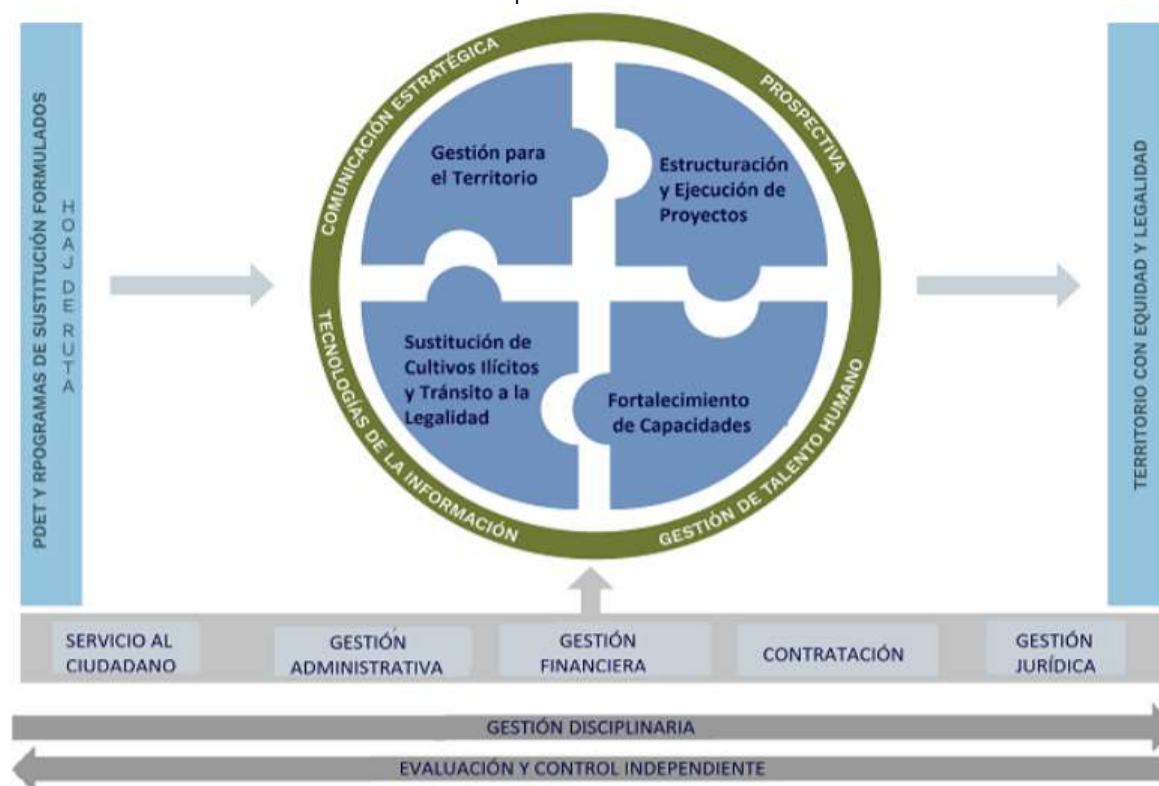 PDET Y RPOGRAMAS DE SUSTITUCIÓN FORMULADOS
HOAJ DE RUTA
COMUNICACIÓN ESTRATÉGICA
PROSPECTIVA
TECNOLOGÍAS DE LA INFORMACIÓN
GESTIÓN DE TALENTO HUMANO
Gestión para
el Territorio
Estructuración
y Ejecución de
Proyectos
Sustitución de
Cultivos Ilícitos
y Tránsito a la
Legalidad
Fortalecimiento
de Capacidades
TERRITORIO CON EQUIDAD Y LEGALIDAD
SERVICIO AL
CIUDADANO
GESTIÓN
ADMINISTRATIVA
GESTIÓN
FINANCIERA
CONTRATACIÓN
GESTIÓN
JURÍDICA
GESTIÓN DISCIPLINARIA
EVALUACIÓN Y CONTROL INDEPENDIENTE